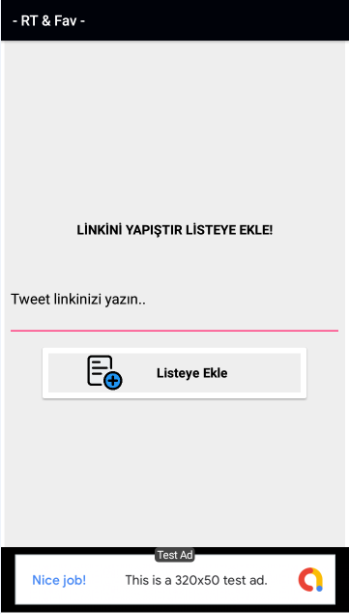 - RT & Fav -
LİNKİNİ YAPIŞTIR LİSTEYE EKLE!
Tweet linkinizi yazın..
Listeye Ekle
Test Ad
Nice job! This is a 320x50 test ad.